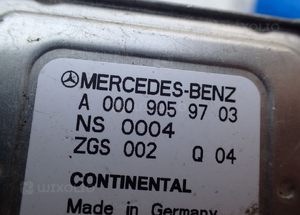 MERCEDES-BENZ
A 000 905 97 03
NS 0004
ZGS 002 Q 04
CONTINENTAL
Made in Germany